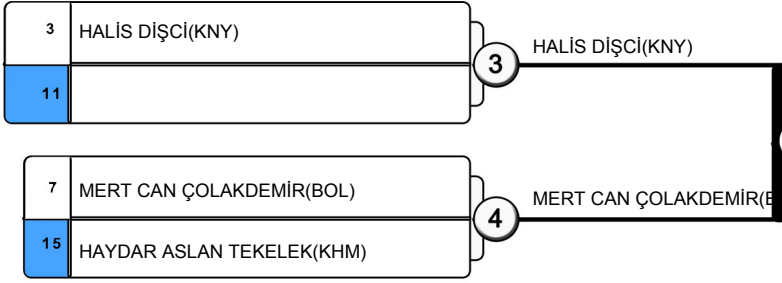 3 HALİS DİŞCİ(KNY)
11
3 HALİS DİŞCİ(KNY)
7 MERT CAN ÇOLAKDEMİR(BOL)
15 HAYDAR ASLAN TEKELEK(KHM)
4 MERT CAN ÇOLAKDEMİR(